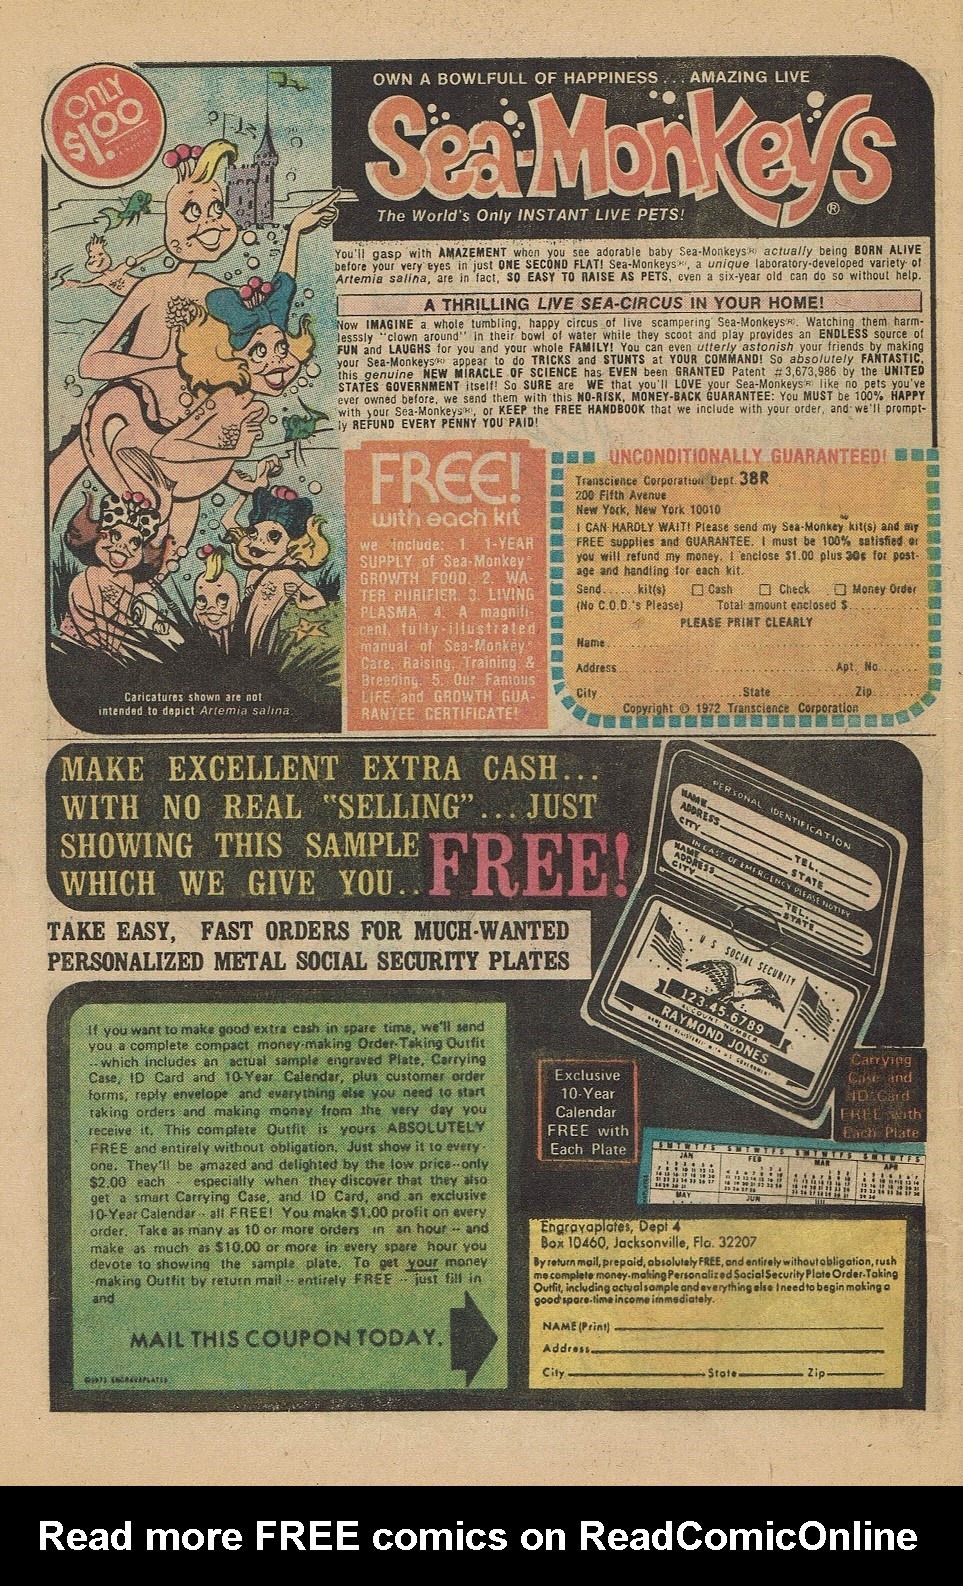 ONLY
$1.00
OWN A BOWLFULL OF HAPPINESS... AMAZING LIVE
Sea-Monkeys®
The World's Only INSTANT LIVE PETS!
You'll gasp with AMAZEMENT when you see adorable baby Sea-Monkeys® actually being BORN ALIVE
before your very eyes in just ONE SECOND FLAT! Sea-Monkeys®, a unique laboratory-developed variety of
Artemia salina, are in fact, SO EASY TO RAISE AS PETS, even a six-year old can do so without help.
A THRILLING LIVE SEA-CIRCUS IN YOUR HOME!
Now IMAGINE a whole tumbling, happy circus of live scampering Sea-Monkeys®. Watching them harm-
lesssly "clown around" in their bowl of water while they scoot and play provides an ENDLESS source of
FUN and LAUGHS for you and your whole FAMILY! You can even utterly astonish your friends by making
your Sea-Monkeys® appear to do TRICKS and STUNTS at YOUR COMMAND! So absolutely FANTASTIC,
this genuine NEW MIRACLE OF SCIENCE has EVEN been GRANTED Patent #3,673,986 by the UNITED
STATES GOVERNMENT itself! So SURE are WE that you'll LOVE your Sea-Monkeys® like no pets you've
ever owned before, we send them with this NO-RISK, MONEY-BACK GUARANTEE: You MUST be 100% HAPPY
with your Sea-Monkeys®, or KEEP the FREE HANDBOOK that we include with your order, and we'll prompt-
ly REFUND EVERY PENNY YOU PAID!
FREE!
with each kit
we include: 1. 1-YEAR
SUPPLY of Sea-Monkey®
GROWTH FOOD. 2. WA-
TER PURIFIER. 3. LIVING
PLASMA. 4. A magnifi-
cent, fully-illustrated
manual of Sea-Monkey®
Care, Raising, Training &
Breeding. 5. Our Famous
LIFE and GROWTH GUA-
RANTEE CERTIFICATE!
UNCONDITIONALLY GUARANTEED!
Transcience Corporation Dept. 38R
200 Fifth Avenue
New York, New York 10010
I CAN HARDLY WAIT! Please send my Sea-Monkey kit(s) and my
FREE supplies and GUARANTEE. I must be 100% satisfied or
you will refund my money. I enclose $1.00 plus 30¢ for post-
age and handling for each kit.
Send...... kit(s) □ Cash □ Check □ Money Order
(No C.O.D.'s Please) Total amount enclosed $
PLEASE PRINT CLEARLY
Name
Address Apt. No.
City State Zip
Copyright © 1972 Transcience Corporation
Caricatures shown are not
intended to depict Artemia salina.
MAKE EXCELLENT EXTRA CASH...
WITH NO REAL "SELLING"...JUST
SHOWING THIS SAMPLE
WHICH WE GIVE YOU.. FREE!
TAKE EASY, FAST ORDERS FOR MUCH-WANTED
PERSONALIZED METAL SOCIAL SECURITY PLATES
PERSONAL IDENTIFICATION
NAME
ADDRESS
CITY TEL. STATE
IN CASE OF EMERGENCY PLEASE NOTIFY
NAME
ADDRESS
CITY TEL. STATE
U S SOCIAL SECURITY
123-45-6789
ACCOUNT NUMBER
RAYMOND JONES
If you want to make good extra cash in spare time, we'll send
you a complete compact money-making Order-Taking Outfit
-- which includes an actual sample engraved Plate, Carrying
Case, ID Card and 10-Year Calendar, plus customer order
forms, reply envelope and everything else you need to start
taking orders and making money from the very day you
receive it. This complete Outfit is yours ABSOLUTELY
FREE and entirely without obligation. Just show it to every-
one. They'll be amazed and delighted by the low price--only
$2.00 each - especially when they discover that they also
get a smart Carrying Case, and ID Card, and an exclusive
10-Year Calendar -- all FREE! You make $1.00 profit on every
order. Take as many as 10 or more orders in an hour -- and
make as much as $10.00 or more in every spare hour you
devote to showing the sample plate. To get your money
-making Outfit by return mail -- entirely FREE -- just fill in
and
MAIL THIS COUPON TODAY.
©1973 ENGRAVAPLATES
Exclusive
10-Year
Calendar
FREE with
Each Plate
Carrying
Case and
ID Card
FREE with
Each Plate
S M T W T F S S M T W T F S S M T W T F S S M T W T F S
JAN FEB MAR APR
MAY JUN JUL
Engravaplates, Dept 4
Box 10460, Jacksonville, Fla. 32207
By return mail, prepaid, absolutely FREE, and entirely without obligation, rush
me complete money-making Personalized Social Security Plate Order-Taking
Outfit, including actual sample and everything else I need to begin making a
good spare-time income immediately.
NAME (Print)
Address
City State Zip
Read more FREE comics on ReadComicOnline